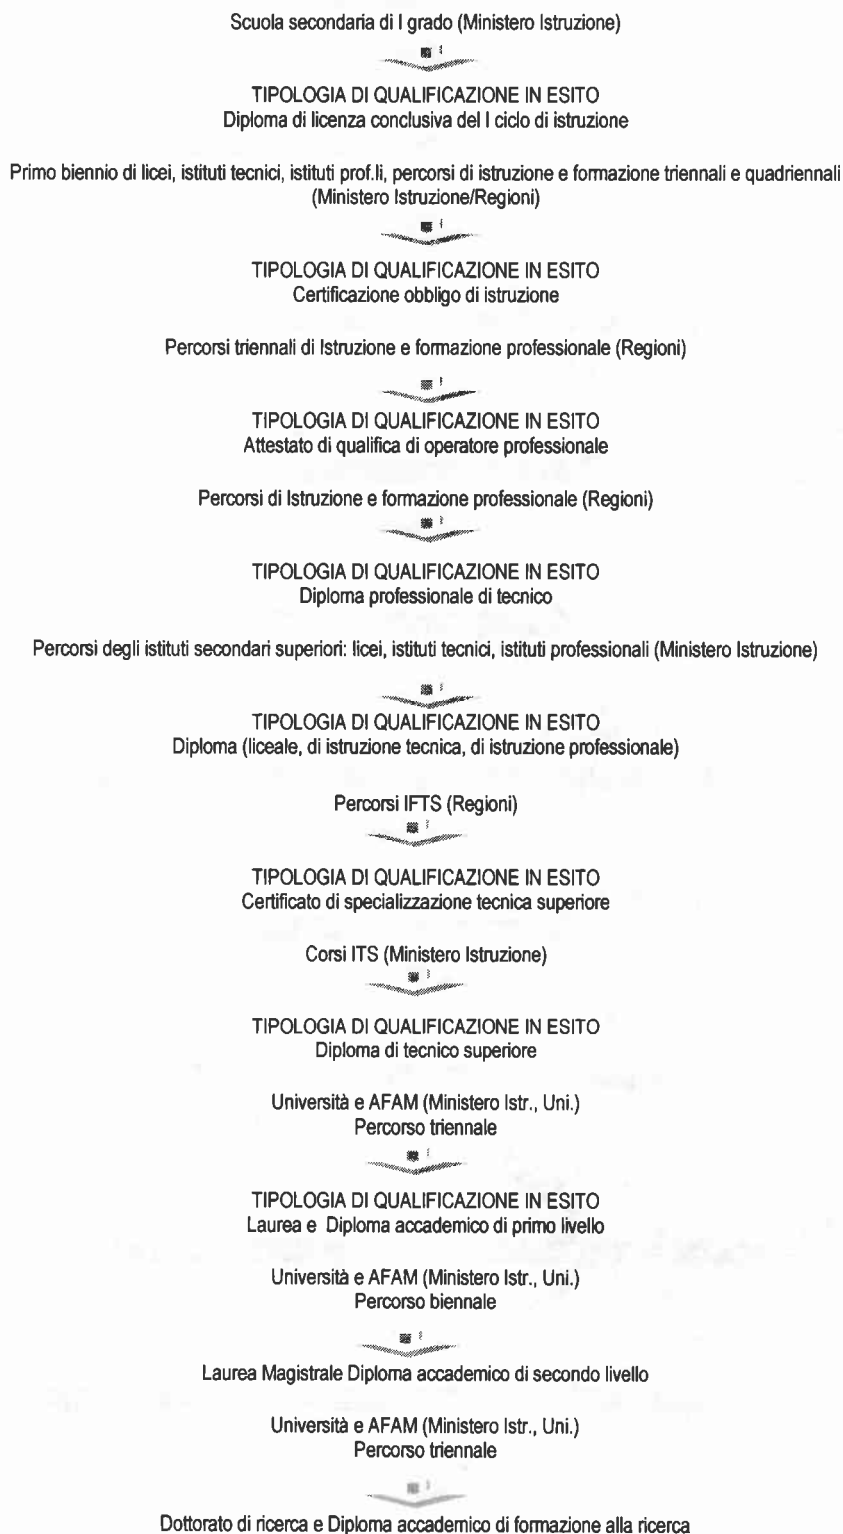 Scuola secondaria di I grado (Ministero Istruzione)
TIPOLOGIA DI QUALIFICAZIONE IN ESITO
Diploma di licenza conclusiva del I ciclo di istruzione
Primo biennio di licei, istituti tecnici, istituti prof.li, percorsi di istruzione e formazione triennali e quadriennali
(Ministero Istruzione/Regioni)
TIPOLOGIA DI QUALIFICAZIONE IN ESITO
Certificazione obbligo di istruzione
Percorsi triennali di Istruzione e formazione professionale (Regioni)
TIPOLOGIA DI QUALIFICAZIONE IN ESITO
Attestato di qualifica di operatore professionale
Percorsi di Istruzione e formazione professionale (Regioni)
TIPOLOGIA DI QUALIFICAZIONE IN ESITO
Diploma professionale di tecnico
Percorsi degli istituti secondari superiori: licei, istituti tecnici, istituti professionali (Ministero Istruzione)
TIPOLOGIA DI QUALIFICAZIONE IN ESITO
Diploma (liceale, di istruzione tecnica, di istruzione professionale)
Percorsi IFTS (Regioni)
TIPOLOGIA DI QUALIFICAZIONE IN ESITO
Certificato di specializzazione tecnica superiore
Corsi ITS (Ministero Istruzione)
TIPOLOGIA DI QUALIFICAZIONE IN ESITO
Diploma di tecnico superiore
Università e AFAM (Ministero Istr., Uni.)
Percorso triennale
TIPOLOGIA DI QUALIFICAZIONE IN ESITO
Laurea e Diploma accademico di primo livello
Università e AFAM (Ministero Istr., Uni.)
Percorso biennale
Laurea Magistrale Diploma accademico di secondo livello
Università e AFAM (Ministero Istr., Uni.)
Percorso triennale
Dottorato di ricerca e Diploma accademico di formazione alla ricerca